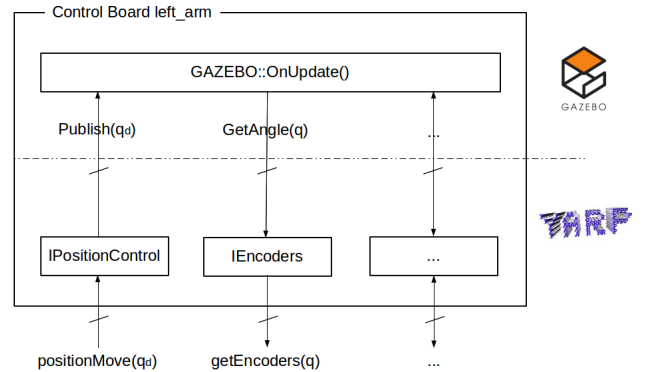 Control Board left_arm
GAZEBO::OnUpdate()
GAZEBO
Publish(qd)
GetAngle(q)
...
YARP
IPositionControl
IEncoders
...
positionMove(qd)
getEncoders(q)
...